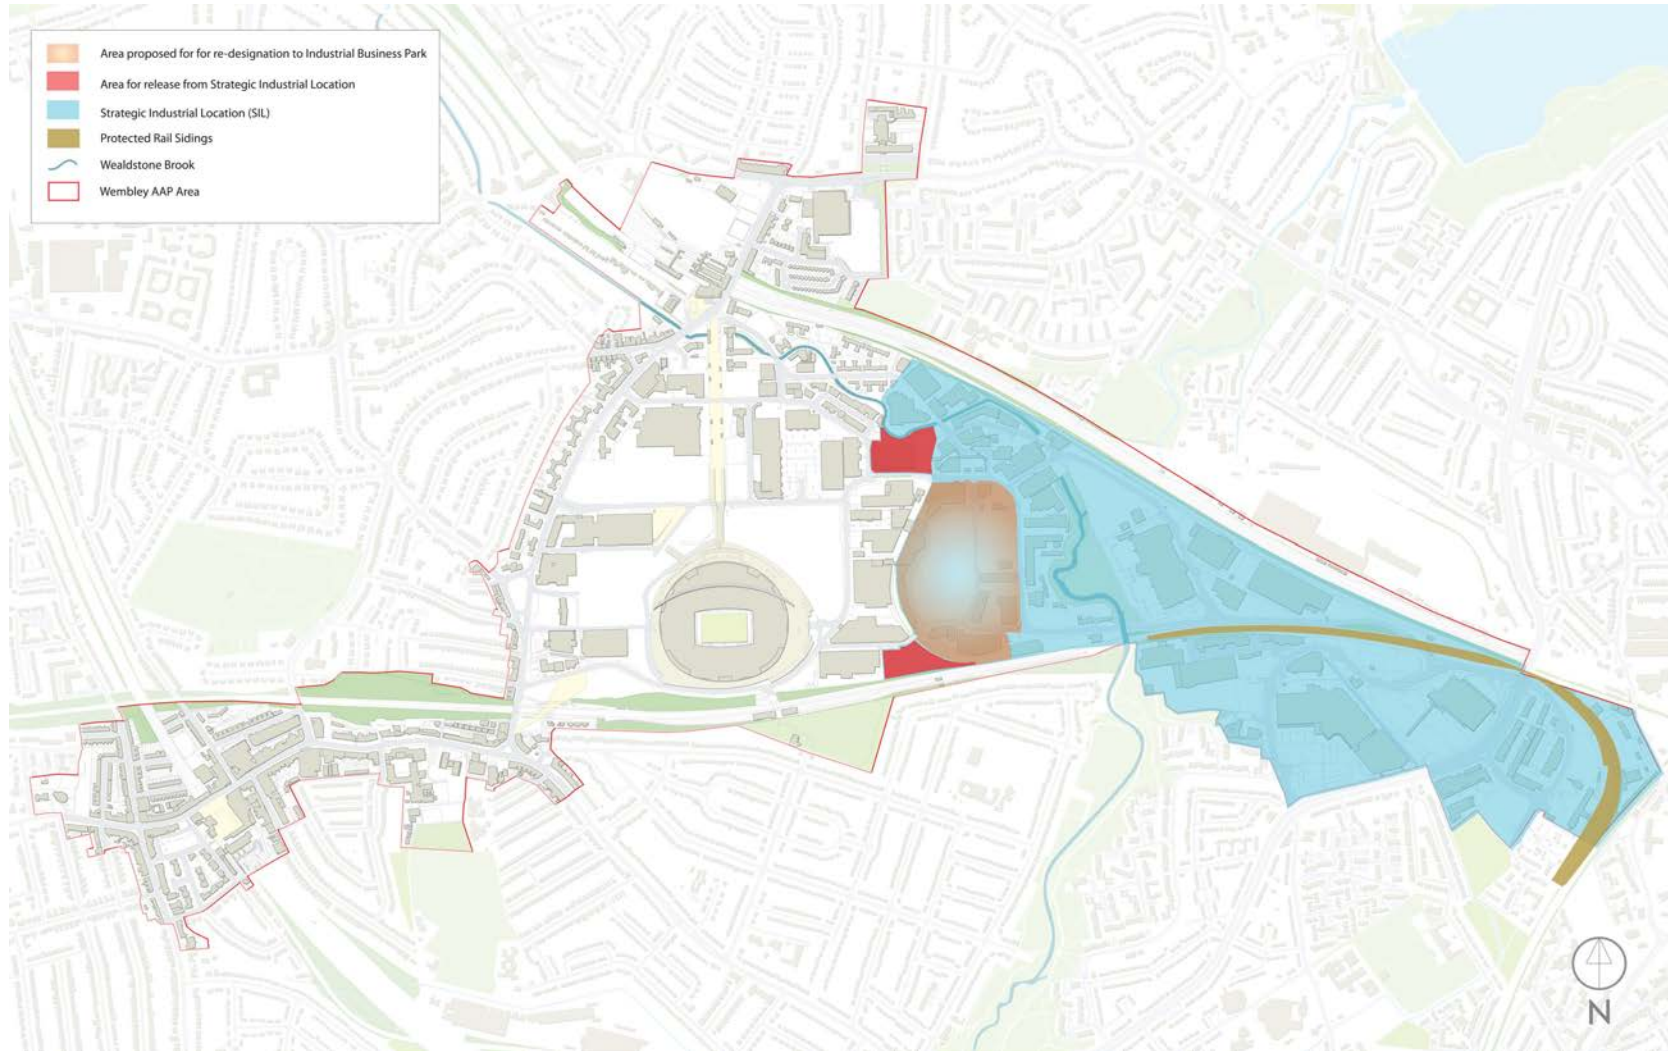 Area proposed for for re-designation to Industrial Business Park
Area for release from Strategic Industrial Location
Strategic Industrial Location (SIL)
Protected Rail Sidings
Wealdstone Brook
Wembley AAP Area
N